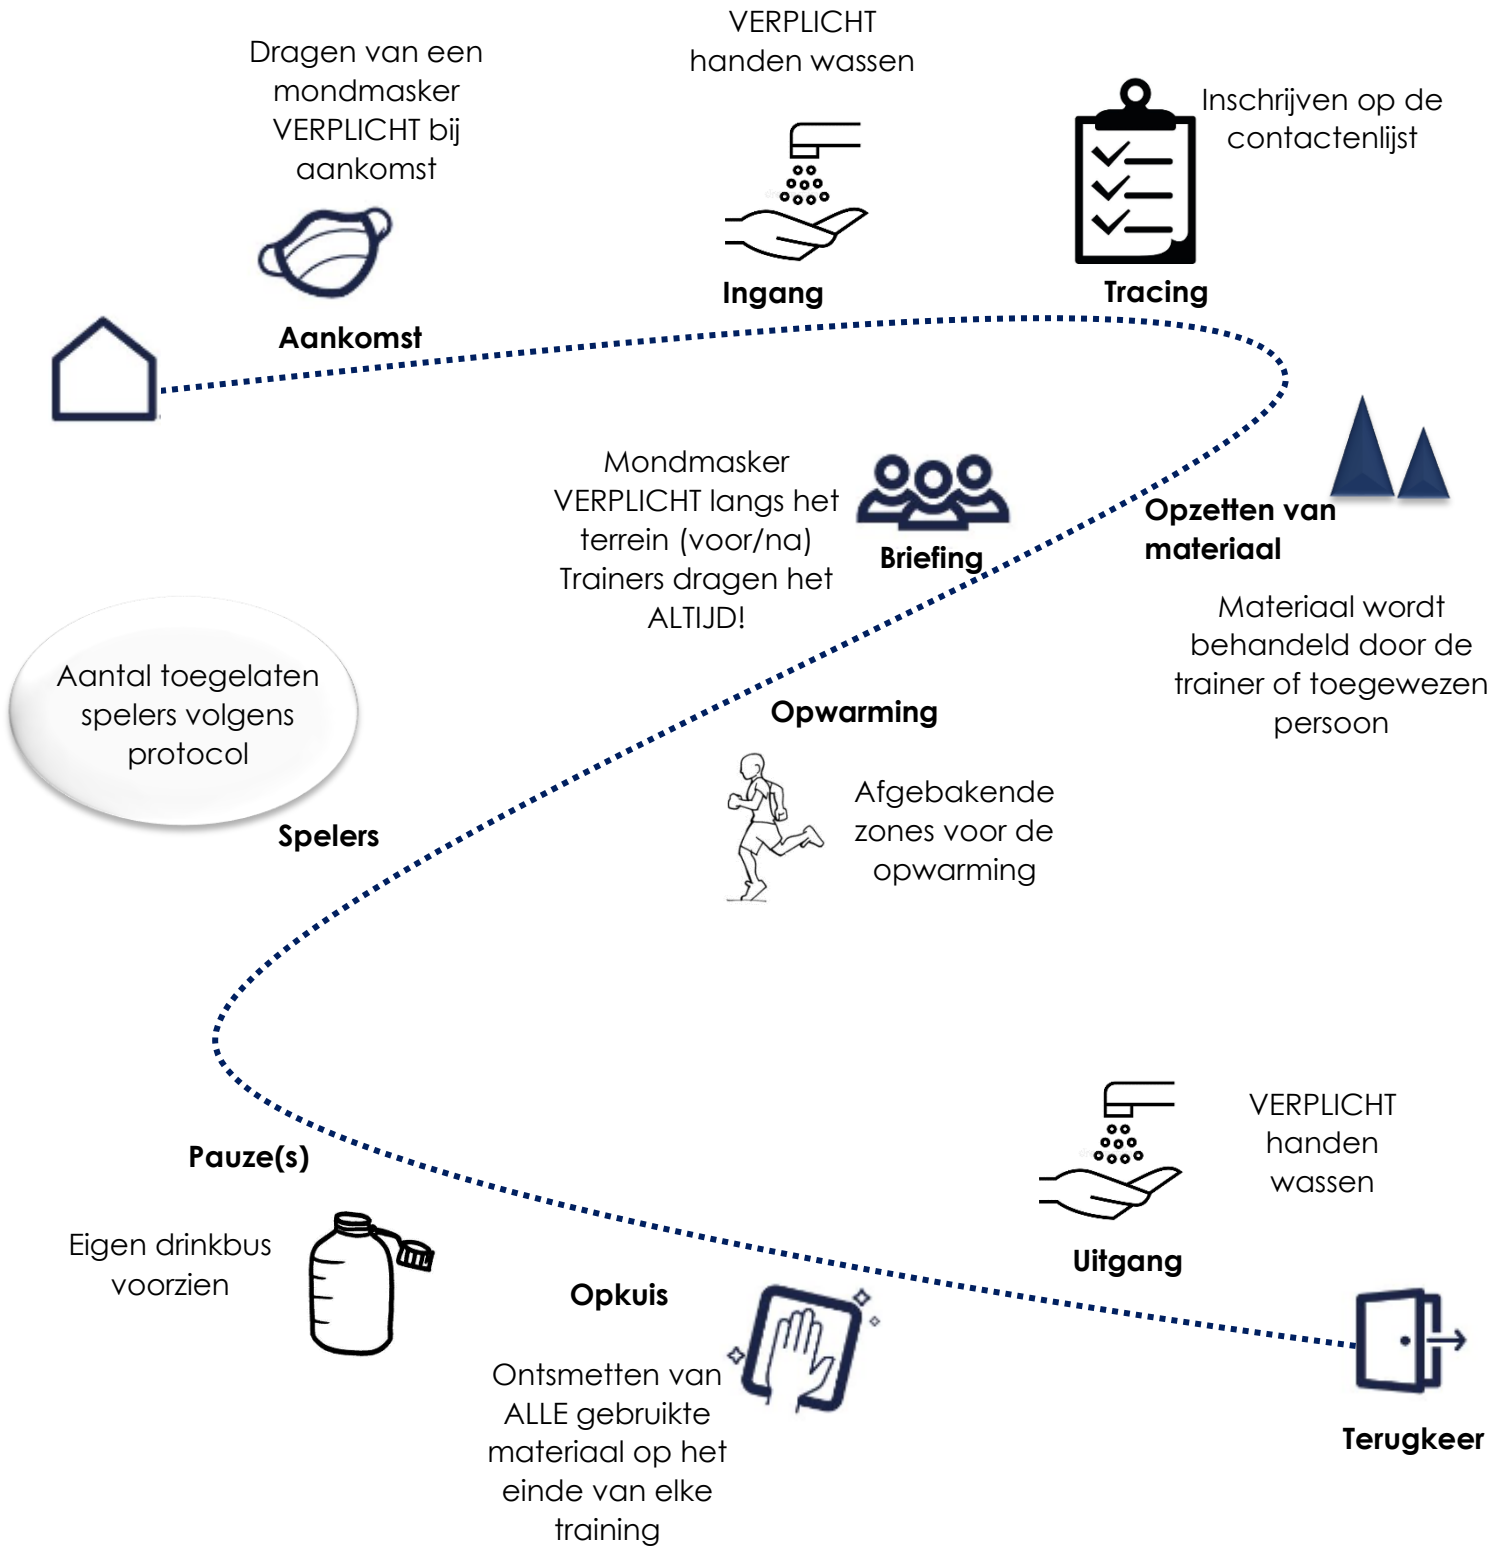 Dragen van een
mondmasker
VERPLICHT bij
aankomst
Aankomst
VERPLICHT
handen wassen
Ingang
Inschrijven op de
contactenlijst
Tracing
Opzetten van
materiaal
Materiaal wordt
behandeld door de
trainer of toegewezen
persoon
Mondmasker
VERPLICHT langs het
terrein (voor/na)
Trainers dragen het
ALTIJD!
Briefing
Opwarming
Afgebakende
zones voor de
opwarming
Aantal toegelaten
spelers volgens
protocol
Spelers
Pauze(s)
Eigen drinkbus
voorzien
Opkuis
Ontsmetten van
ALLE gebruikte
materiaal op het
einde van elke
training
VERPLICHT
handen
wassen
Uitgang
Terugkeer